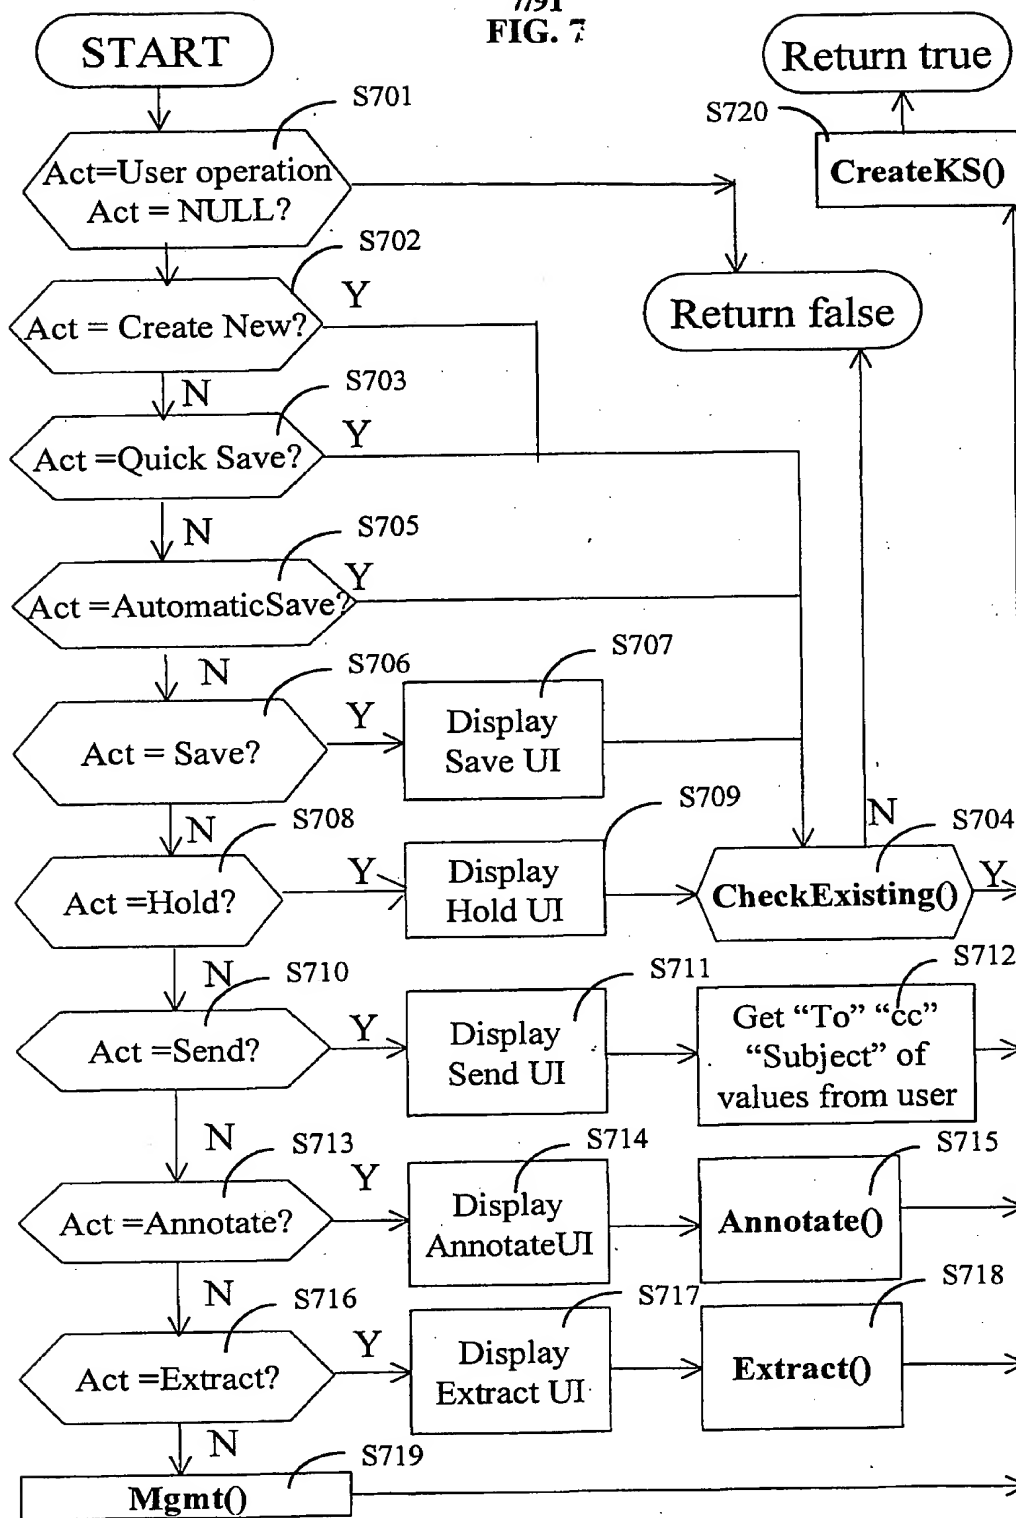 7/91
FIG. 7
START
Return true
S701
S720
Act=User operation
Act = NULL?
CreateKS()
S702
Act = Create New?
Y
Return false
N
S703
Act =Quick Save?
Y
N
S705
Act =AutomaticSave?
Y
N
S706
S707
Act = Save?
Y
Display
Save UI
N
S708
S709
N
S704
Act =Hold?
Y
Display
Hold UI
CheckExisting()
Y
N
S710
S711
S712
Act =Send?
Y
Display
Send UI
Get “To” “cc”
“Subject” of
values from user
N
S713
S714
S715
Act =Annotate?
Y
Display
AnnotateUI
Annotate()
N
S716
S717
S718
Act =Extract?
Y
Display
Extract UI
Extract()
N
S719
Mgmt()